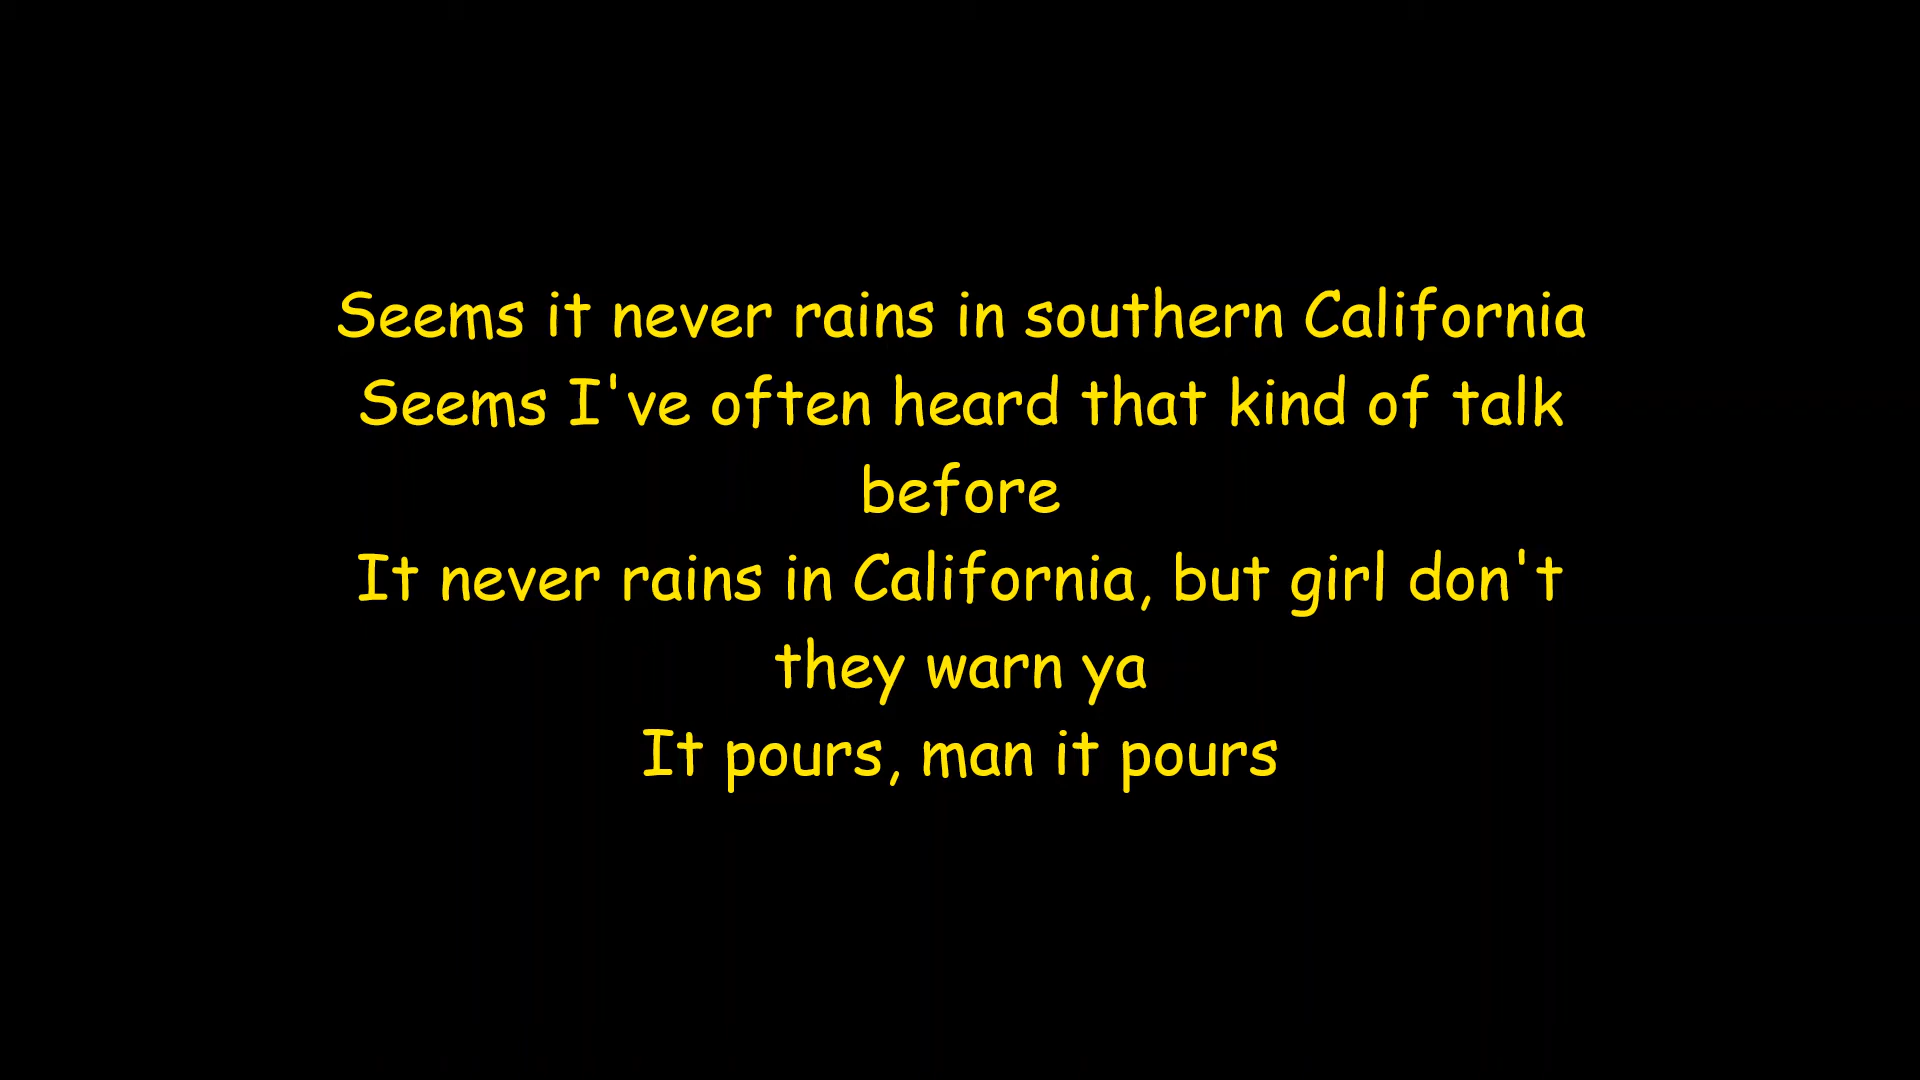 Seems it never rains in southern California
Seems I've often heard that kind of talk
before
It never rains in California, but girl don't
they warn ya
It pours, man it pours